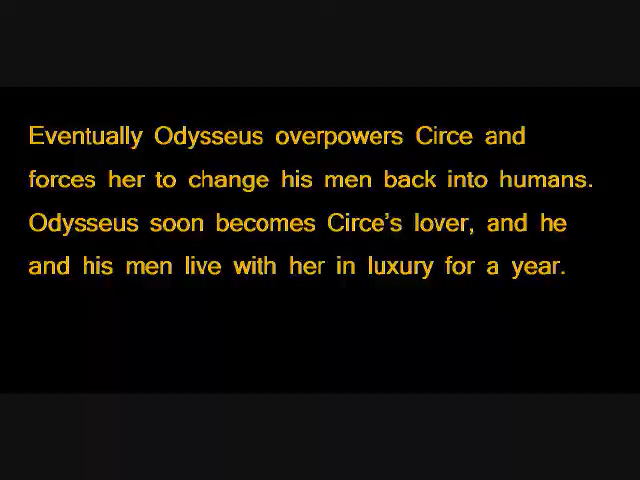 Eventually Odysseus overpowers Circe and
forces her to change his men back into humans.
Odysseus soon becomes Circe’s lover, and he
and his men live with her in luxury for a year.